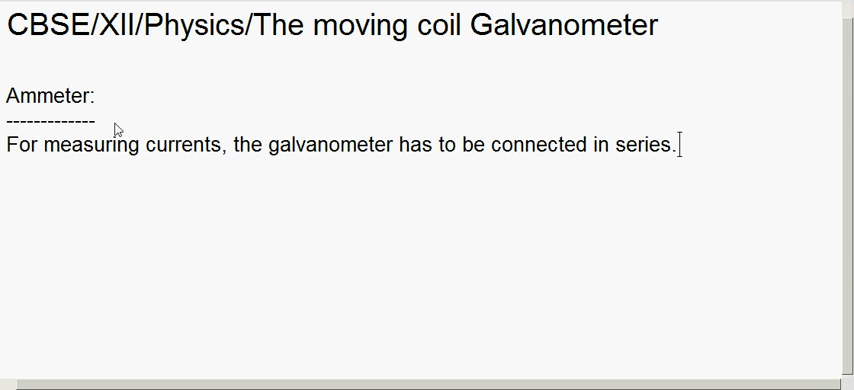 CBSE/XII/Physics/The moving coil Galvanometer
Ammeter:
-------------
For measuring currents, the galvanometer has to be connected in series.